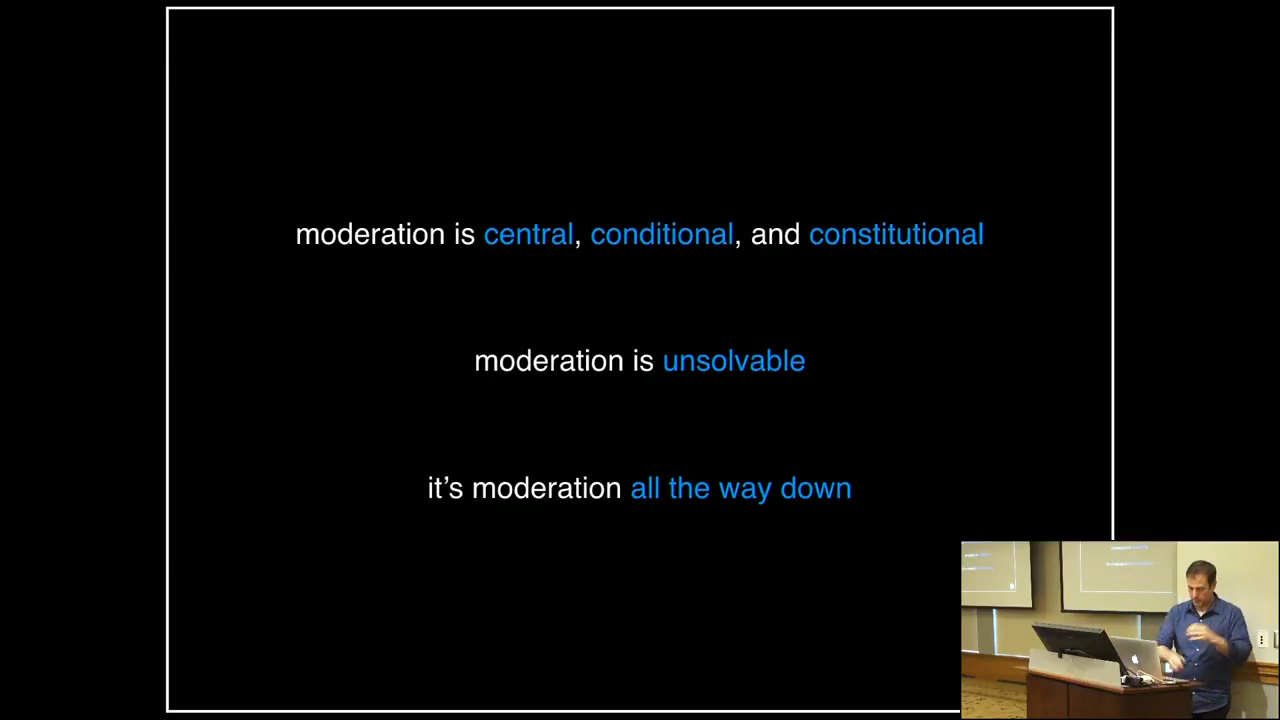 moderation is central, conditional, and constitutional
moderation is unsolvable
it’s moderation all the way down